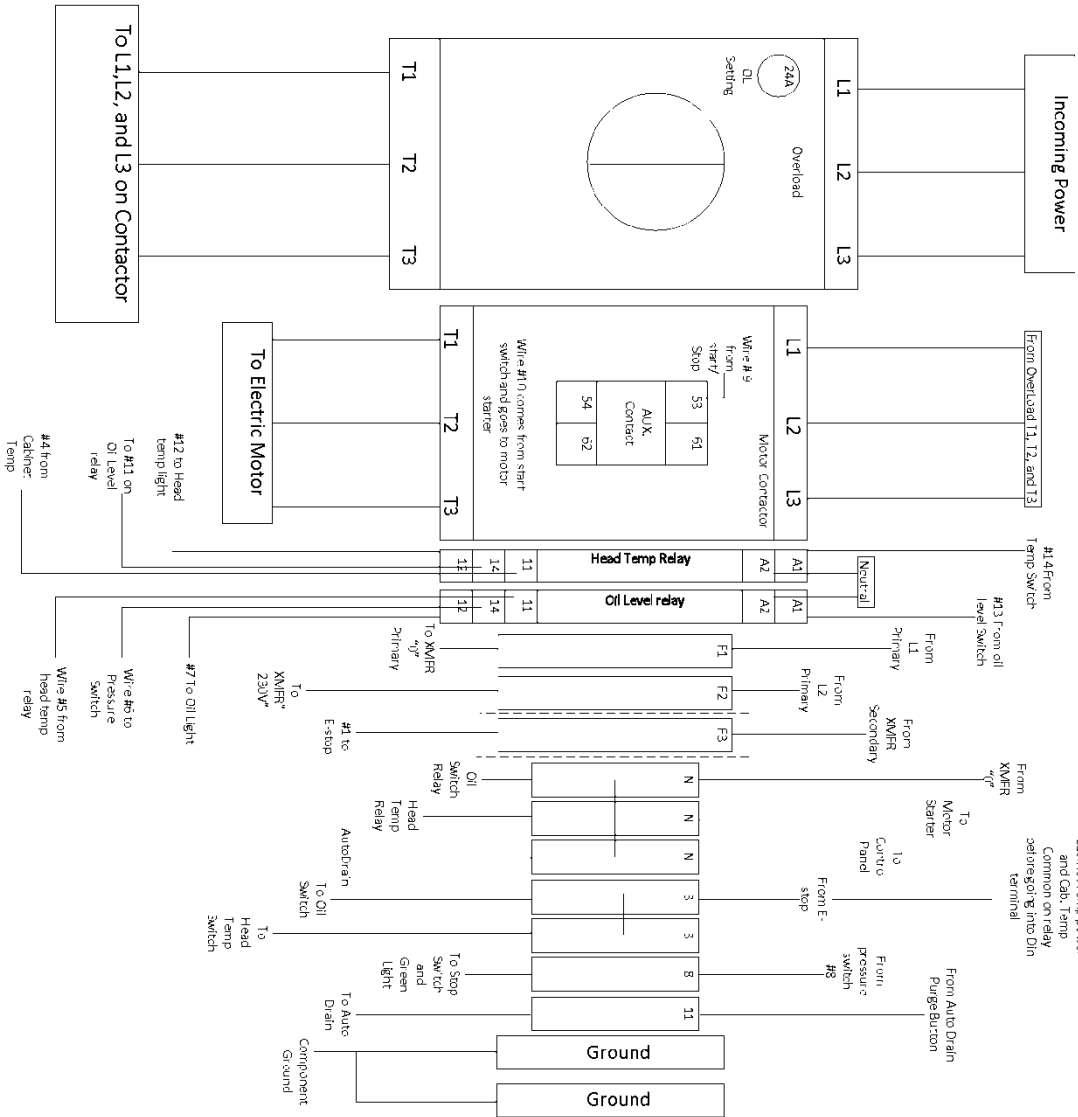 Incoming Power
L1
L2
L3
24A
OL
Setting
Overload
T1
T2
T3
To L1,L2, and L3 on Contactor
From OverLoad T1, T2, and T3
L1
L2
L3
Motor Contactor
Wire #9
from
start/
Stop
53
61
AUX.
Contact
54
62
Wire #10 comes from start
switch and goes to motor
starter
T1
T2
T3
To Electric Motor
#14 From
Temp Switch
Neutral
A1
A2
Head Temp Relay
11
14
12
#12 to Head
temp light
To #11 on
Oil Level
relay
#4 from
Cabinet
Temp
#13 From oil
level Switch
A1
A2
Oil Level relay
11
14
12
#7 To Oil Light
Wire #6 to
Pressure
Switch
Wire #5 from
head temp
relay
From
L1
Primary
F1
To XMFR
"0"
Primary
From
L2
Primary
F2
To
XMFR"
230V"
From
XMFR
Secondary
F3
#1 to
E-stop
From
XMFR
"0"
N
Oil
Switch
Relay
To
Motor
Starter
N
Head
Temp
Relay
To
Control
Panel
N
AutoDrain
and Cab. Temp
Common on relay
before going into Din
terminal
From E-
stop
3
To Oil
Switch
3
To
Head
Temp
Switch
From
pressure
switch
#8
8
To Stop
Switch
and
Green
Light
From Auto Drain
Purge Button
11
To Auto
Drain
Ground
Ground
Component
Ground